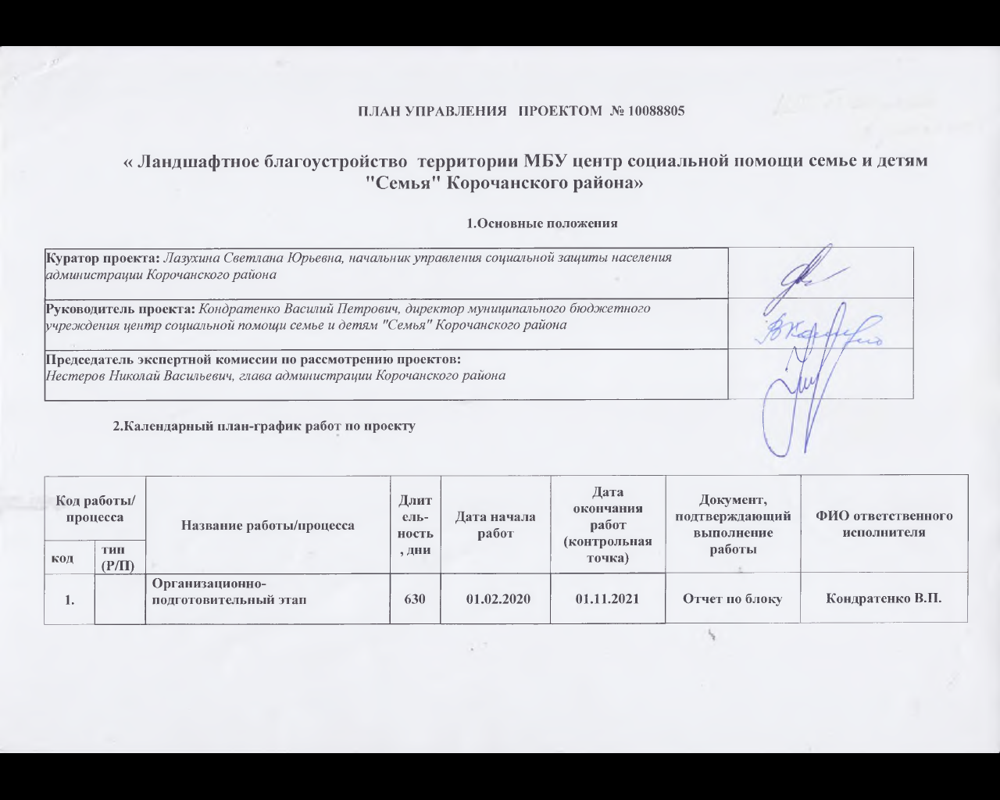 ПЛАН УПРАВЛЕНИЯ ПРОЕКТОМ № 10088805
« Ландшафтное благоустройство территории МБУ центр социальной помощи семье и детям
"Семья" Корочанского района»
1.Основные положения
Куратор проекта: Лазухина Светлана Юрьевна, начальник управления социальной защиты населения
администрации Корочанского района
Руководитель проекта: Кондратенко Василий Петрович, директор муниципального бюджетного
учреждения центр социальной помощи семье и детям "Семья" Корочанского района
Председатель экспертной комиссии по рассмотрению проектов:
Нестеров Николай Васильевич, глава администрации Корочанского района
2.Календарный план-график работ по проекту
Код работы/
процесса
код
тип
(Р/П)
Название работы/процесса
Длит
ель-
ность
, дни
Дата начала
работ
Дата
окончания
работ
(контрольная
точка)
Документ,
подтверждающий
выполнение
работы
ФИО ответственного
исполнителя
1.
Организационно-
подготовительный этап
630
01.02.2020
01.11.2021
Отчет по блоку
Кондратенко В.П.